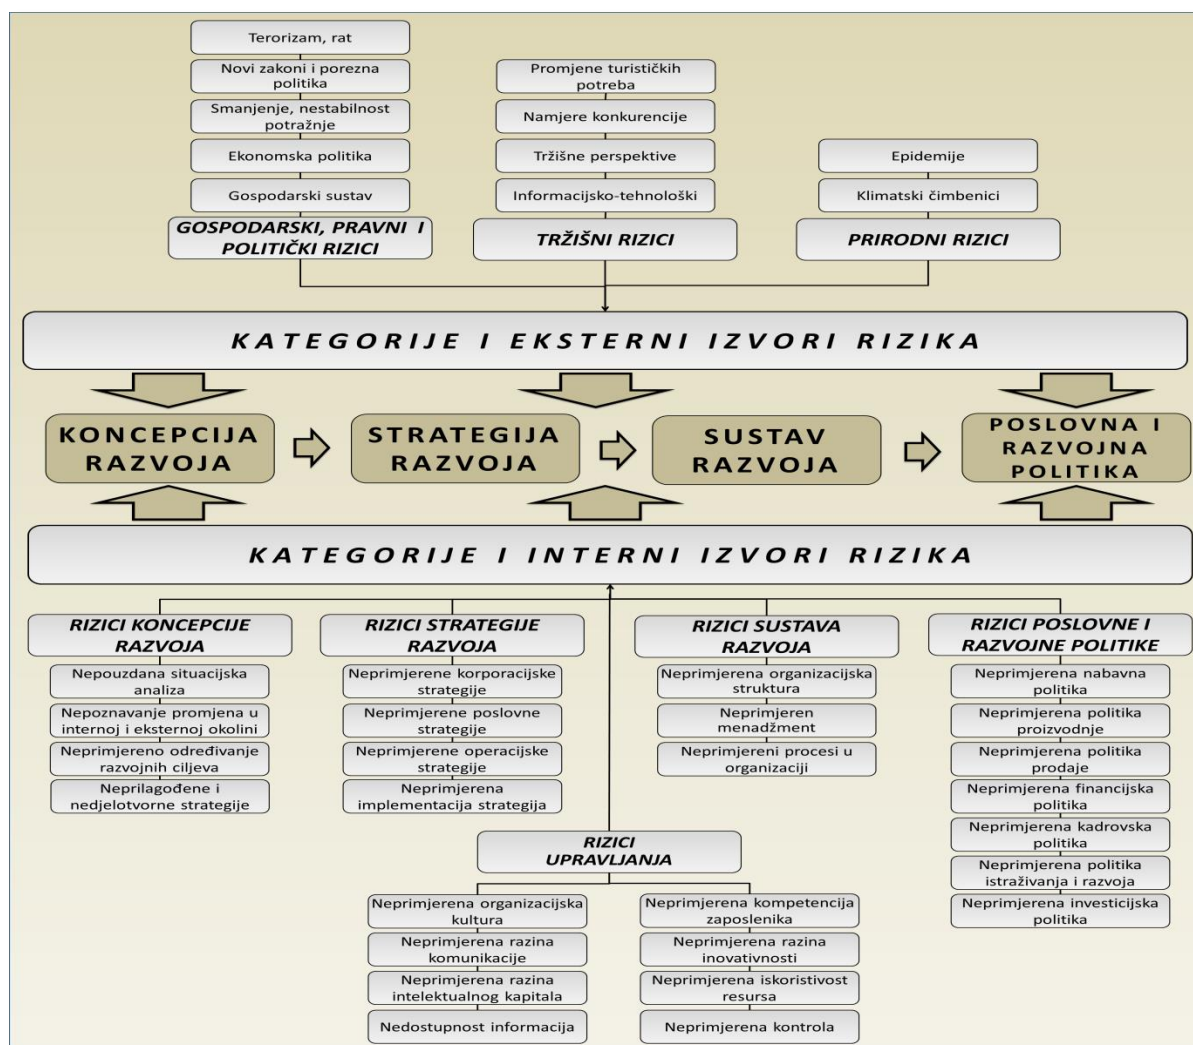 Terorizam, rat
Novi zakoni i porezna
politika
Smanjenje, nestabilnost
potražnje
Ekonomska politika
Gospodarski sustav
GOSPODARSKI, PRAVNI I
POLITIČKI RIZICI
Promjene turističkih
potreba
Namjere konkurencije
Tržišne perspektive
Informacijsko-tehnološki
TRŽIŠNI RIZICI
Epidemije
Klimatski čimbenici
PRIRODNI RIZICI
KATEGORIJE I EKSTERNI IZVORI RIZIKA
KONCEPCIJA
RAZVOJA
STRATEGIJA
RAZVOJA
SUSTAV
RAZVOJA
POSLOVNA I
RAZVOJNA
POLITIKA
KATEGORIJE I INTERNI IZVORI RIZIKA
RIZICI KONCEPCIJE
RAZVOJA
Nepouzdana situacijska
analiza
Nepoznavanje promjena u
internoj i eksternoj okolini
Neprimjereno određivanje
razvojnih ciljeva
Neprilagođene i
nedjelotvorne strategije
RIZICI STRATEGIJE
RAZVOJA
Neprimjerene korporacijske
strategije
Neprimjerene poslovne
strategije
Neprimjerene operacijske
strategije
Neprimjerena
implementacija strategija
RIZICI SUSTAVA
RAZVOJA
Neprimjerena organizacijska
struktura
Neprimjeren
menadžment
Neprimjereni procesi u
organizaciji
RIZICI POSLOVNE I
RAZVOJNE POLITIKE
Neprimjerena nabavna
politika
Neprimjerena politika
proizvodnje
Neprimjerena politika
prodaje
Neprimjerena financijska
politika
Neprimjerena kadrovska
politika
Neprimjerena politika
istraživanja i razvoja
Neprimjerena investicijska
politika
RIZICI
UPRAVLJANJA
Neprimjerena organizacijska
kultura
Neprimjerena razina
komunikacije
Neprimjerena razina
intelektualnog kapitala
Nedostupnost informacija
Neprimjerena kompetencija
zaposlenika
Neprimjerena razina
inovativnosti
Neprimjerena iskoristivost
resursa
Neprimjerena kontrola